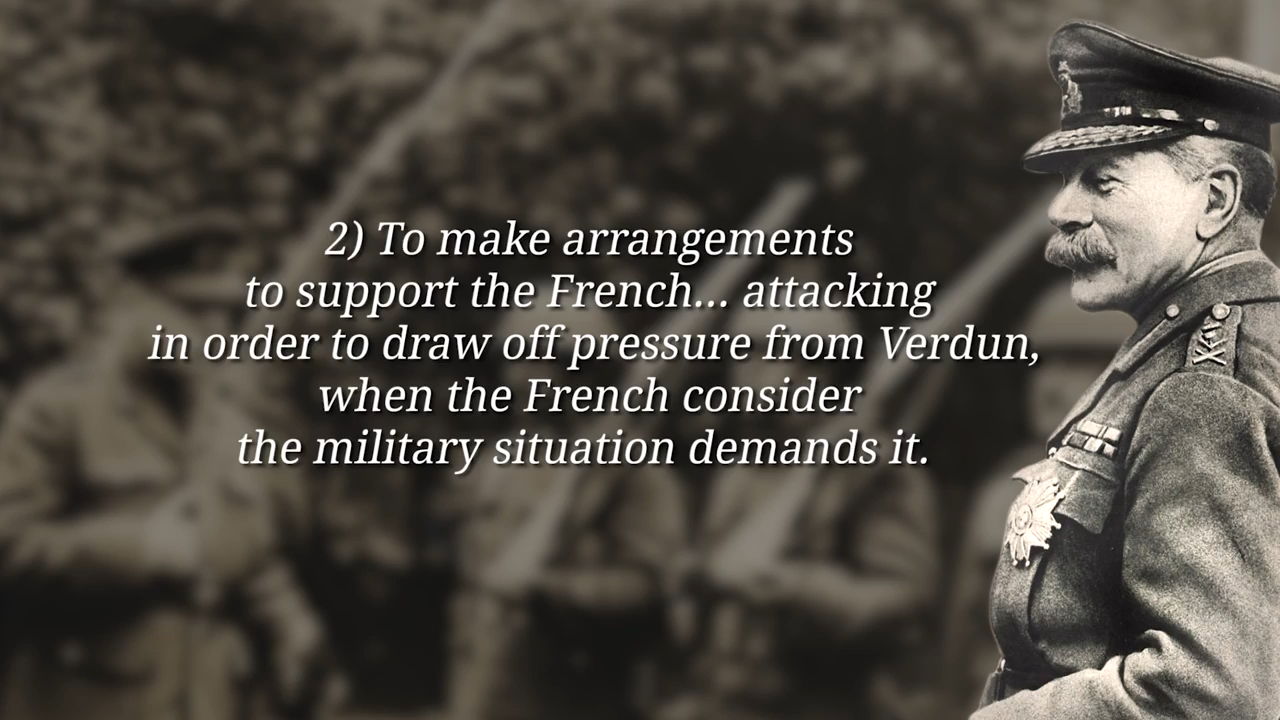 2) To make arrangements
to support the French... attacking
in order to draw off pressure from Verdun,
when the French consider
the military situation demands it.